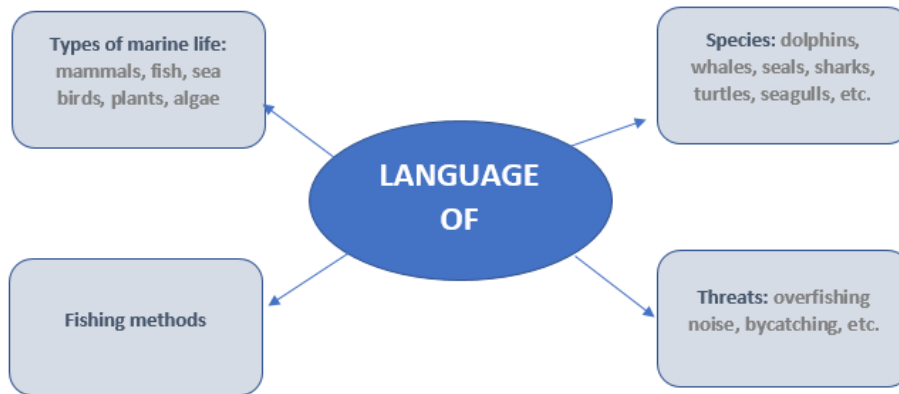 Types of marine life:
mammals, fish, sea
birds, plants, algae
Species: dolphins,
whales, seals, sharks,
turtles, seagulls, etc.
LANGUAGE
OF
Fishing methods
Threats: overfishing
noise, bycatching, etc.